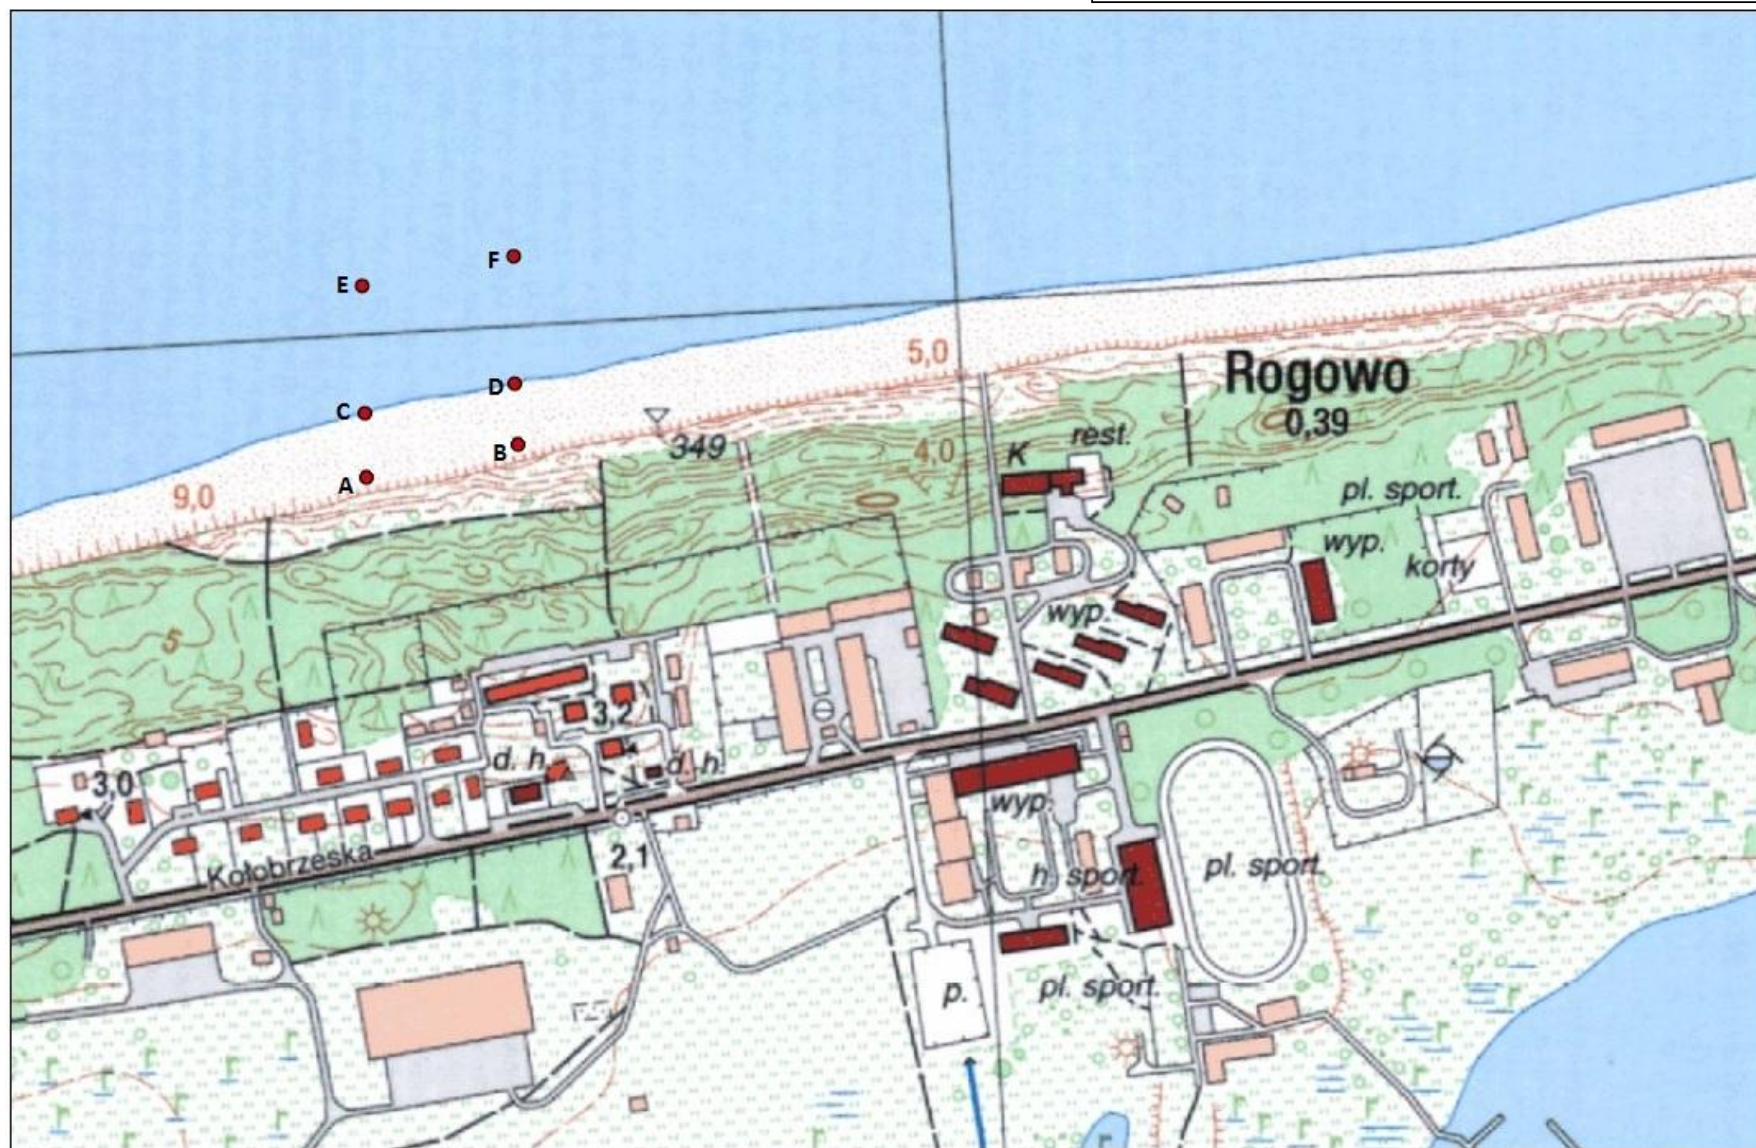 F
E
5,0
Rogowo
D
0,39
C
349
4,0
K
rest.
B
A
9,0
pl. sport.
wyp.
korty
5
wyp.
3,2
d. h.
d. h.
3,0
wyp.
Kołobrzeska
2,1
h. sport.
pl. sport.
p.
pl. sport.